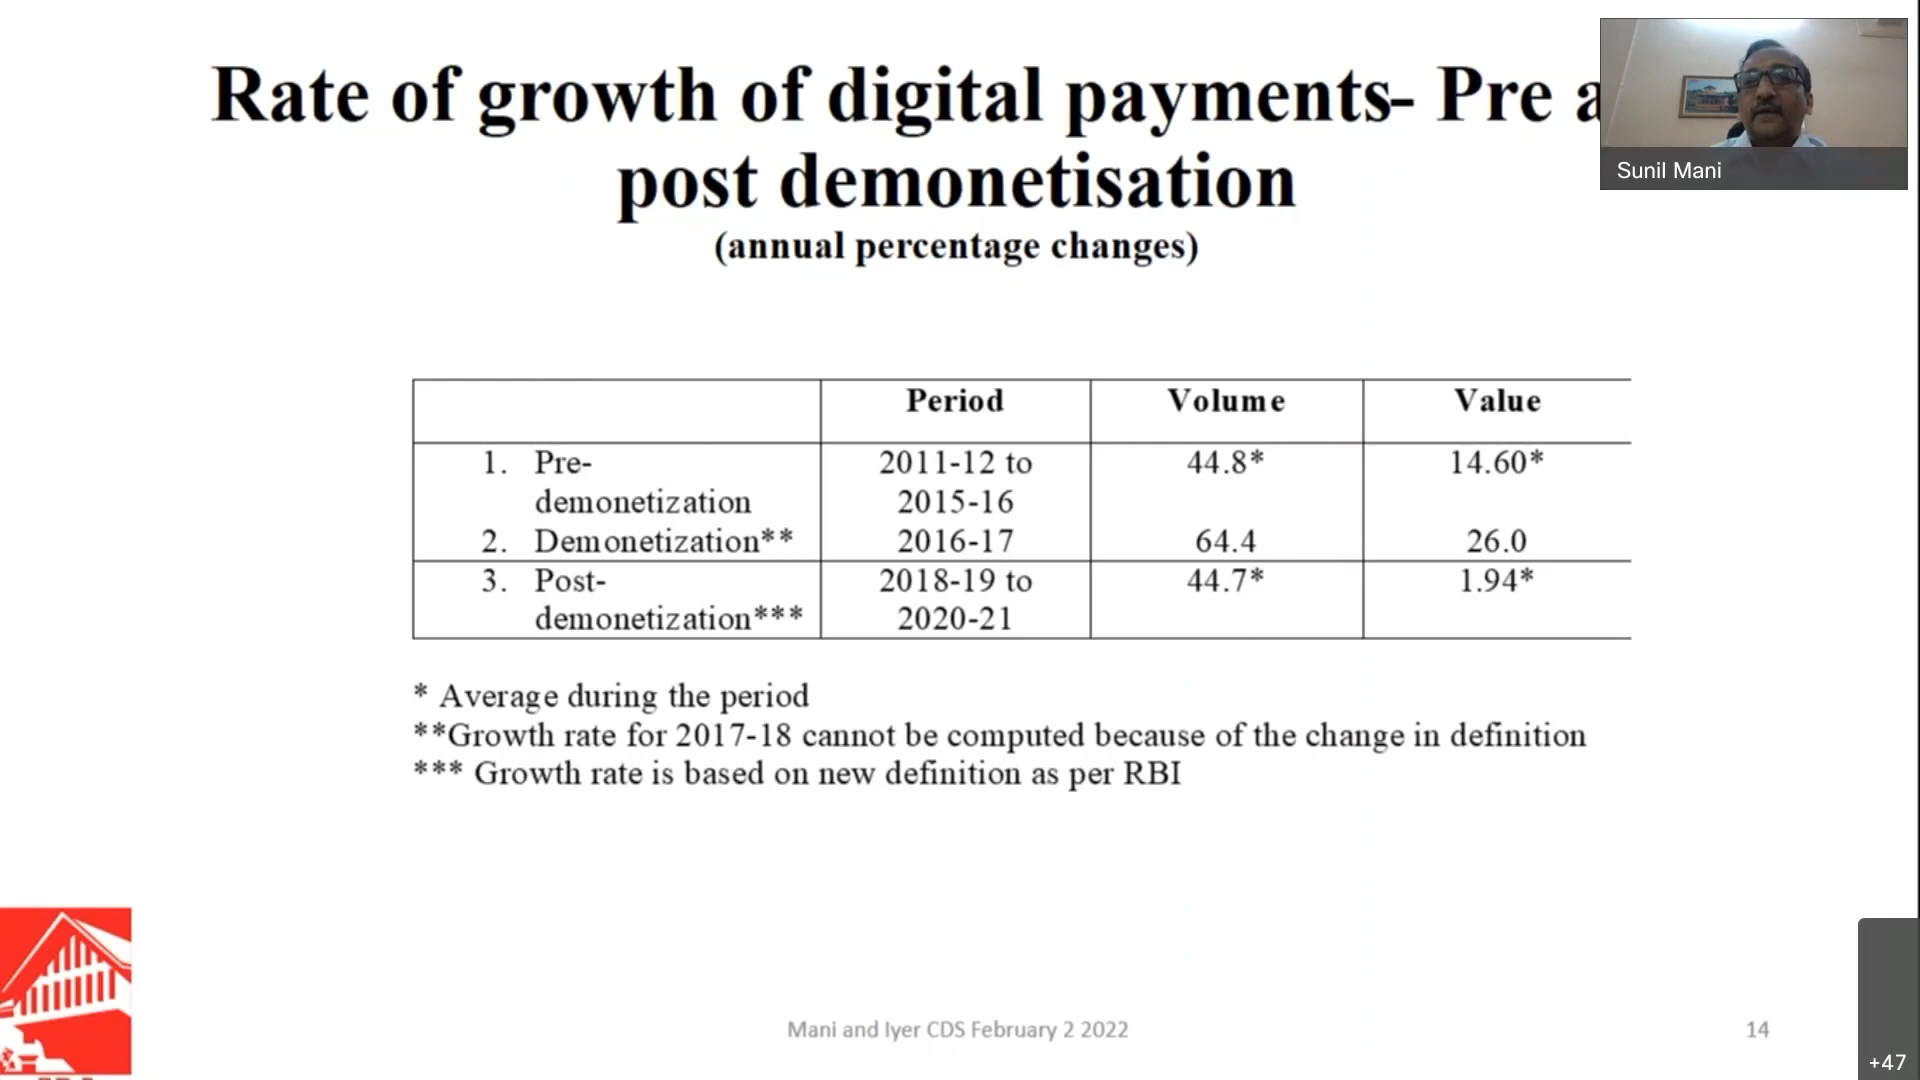 Rate of growth of digital payments- Pre a
post demonetisation
(annual percentage changes)
Sunil Mani
Period Volume Value
1. Pre- 2011-12 to 44.8* 14.60*
demonetization 2015-16
2. Demonetization** 2016-17 64.4 26.0
3. Post- 2018-19 to 44.7* 1.94*
demonetization*** 2020-21
* Average during the period
**Growth rate for 2017-18 cannot be computed because of the change in definition
*** Growth rate is based on new definition as per RBI
Mani and Iyer CDS February 2 2022
14
+47